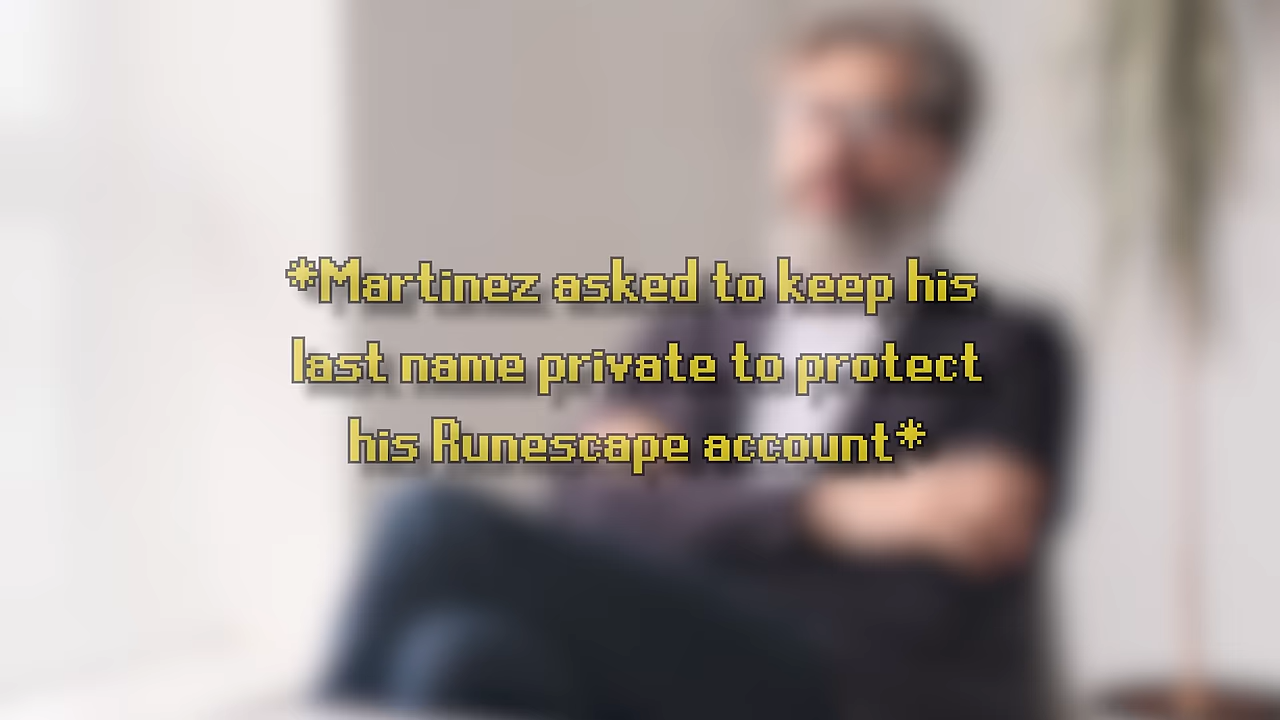 *Martinez asked to keep his
last name private to protect
his Runescape account*